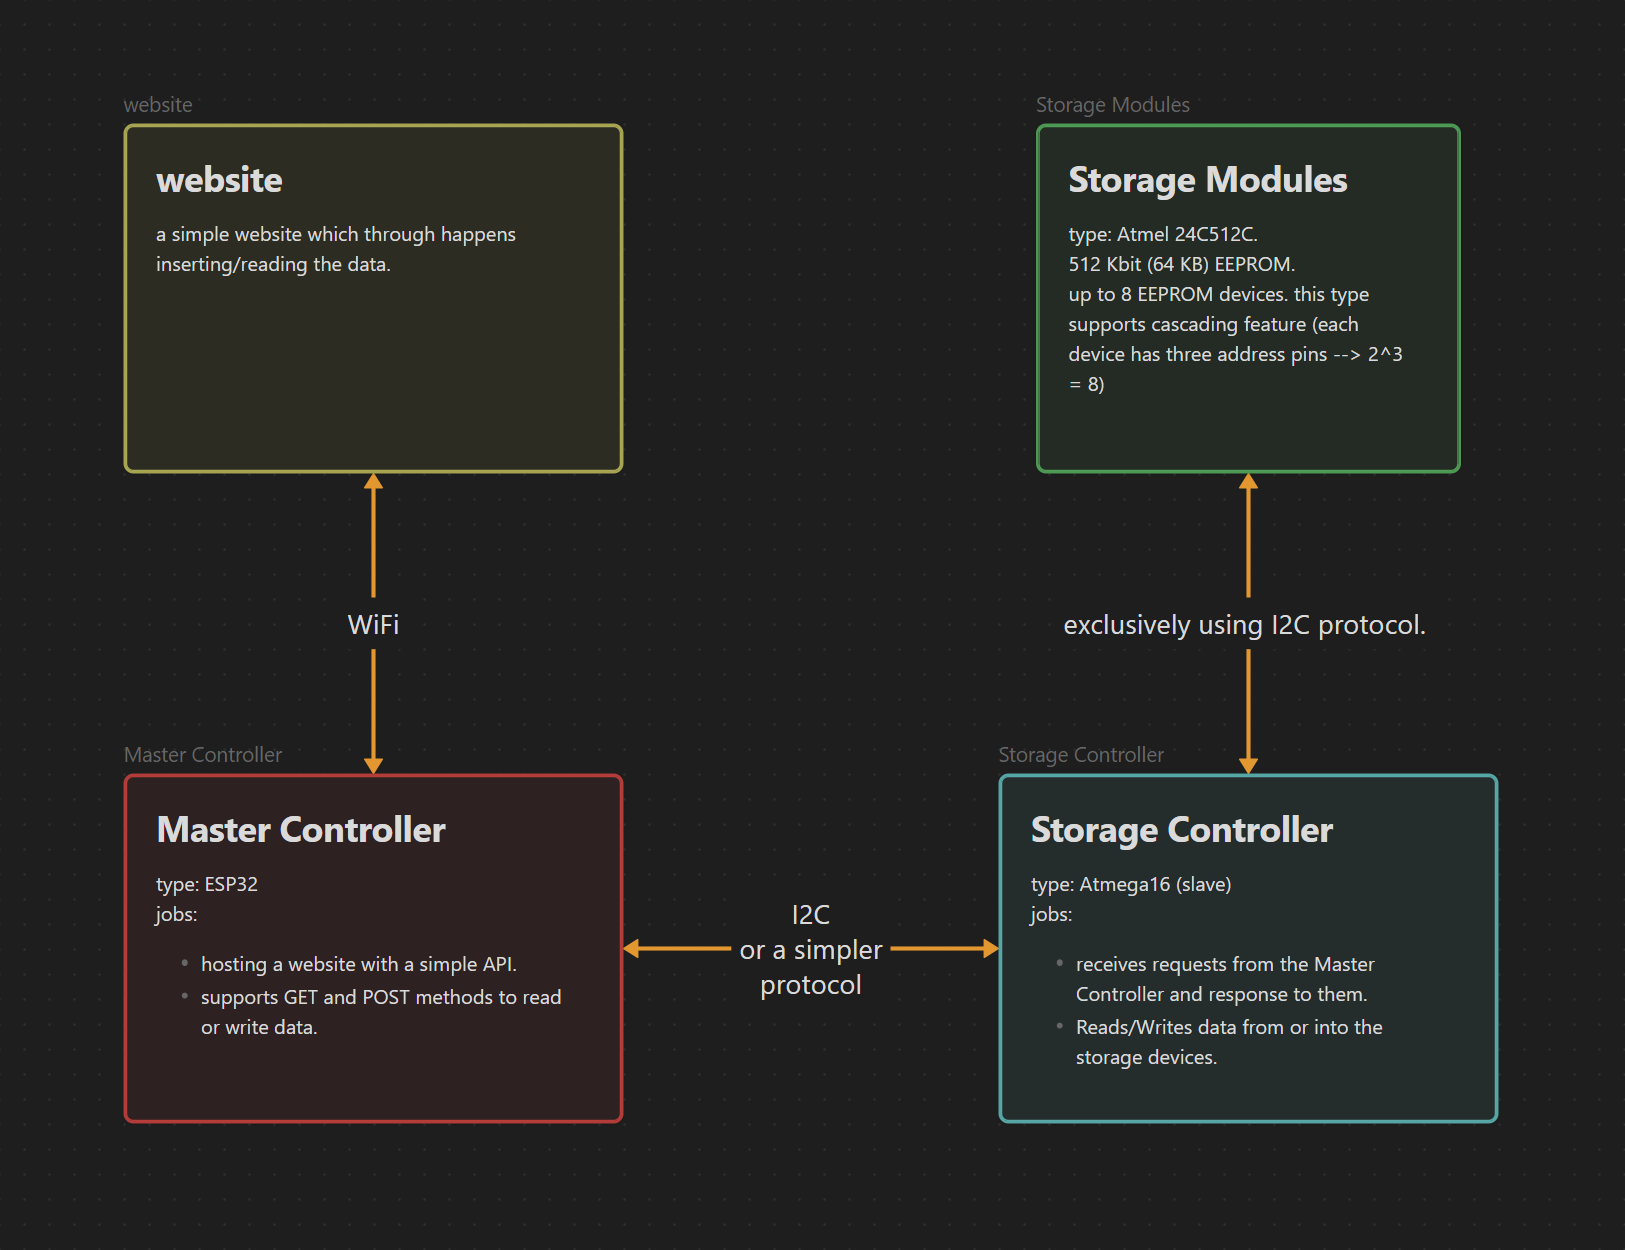 website
website
a simple website which through happens
inserting/reading the data.
Storage Modules
Storage Modules
type: Atmel 24C512C.
512 Kbit (64 KB) EEPROM.
up to 8 EEPROM devices. this type
supports cascading feature (each
device has three address pins --> 2^3
= 8)
WiFi
exclusively using I2C protocol.
Master Controller
Master Controller
type: ESP32
jobs:
• hosting a website with a simple API.
• supports GET and POST methods to read
or write data.
I2C
or a simpler
protocol
Storage Controller
Storage Controller
type: Atmega16 (slave)
jobs:
• receives requests from the Master
Controller and response to them.
• Reads/Writes data from or into the
storage devices.